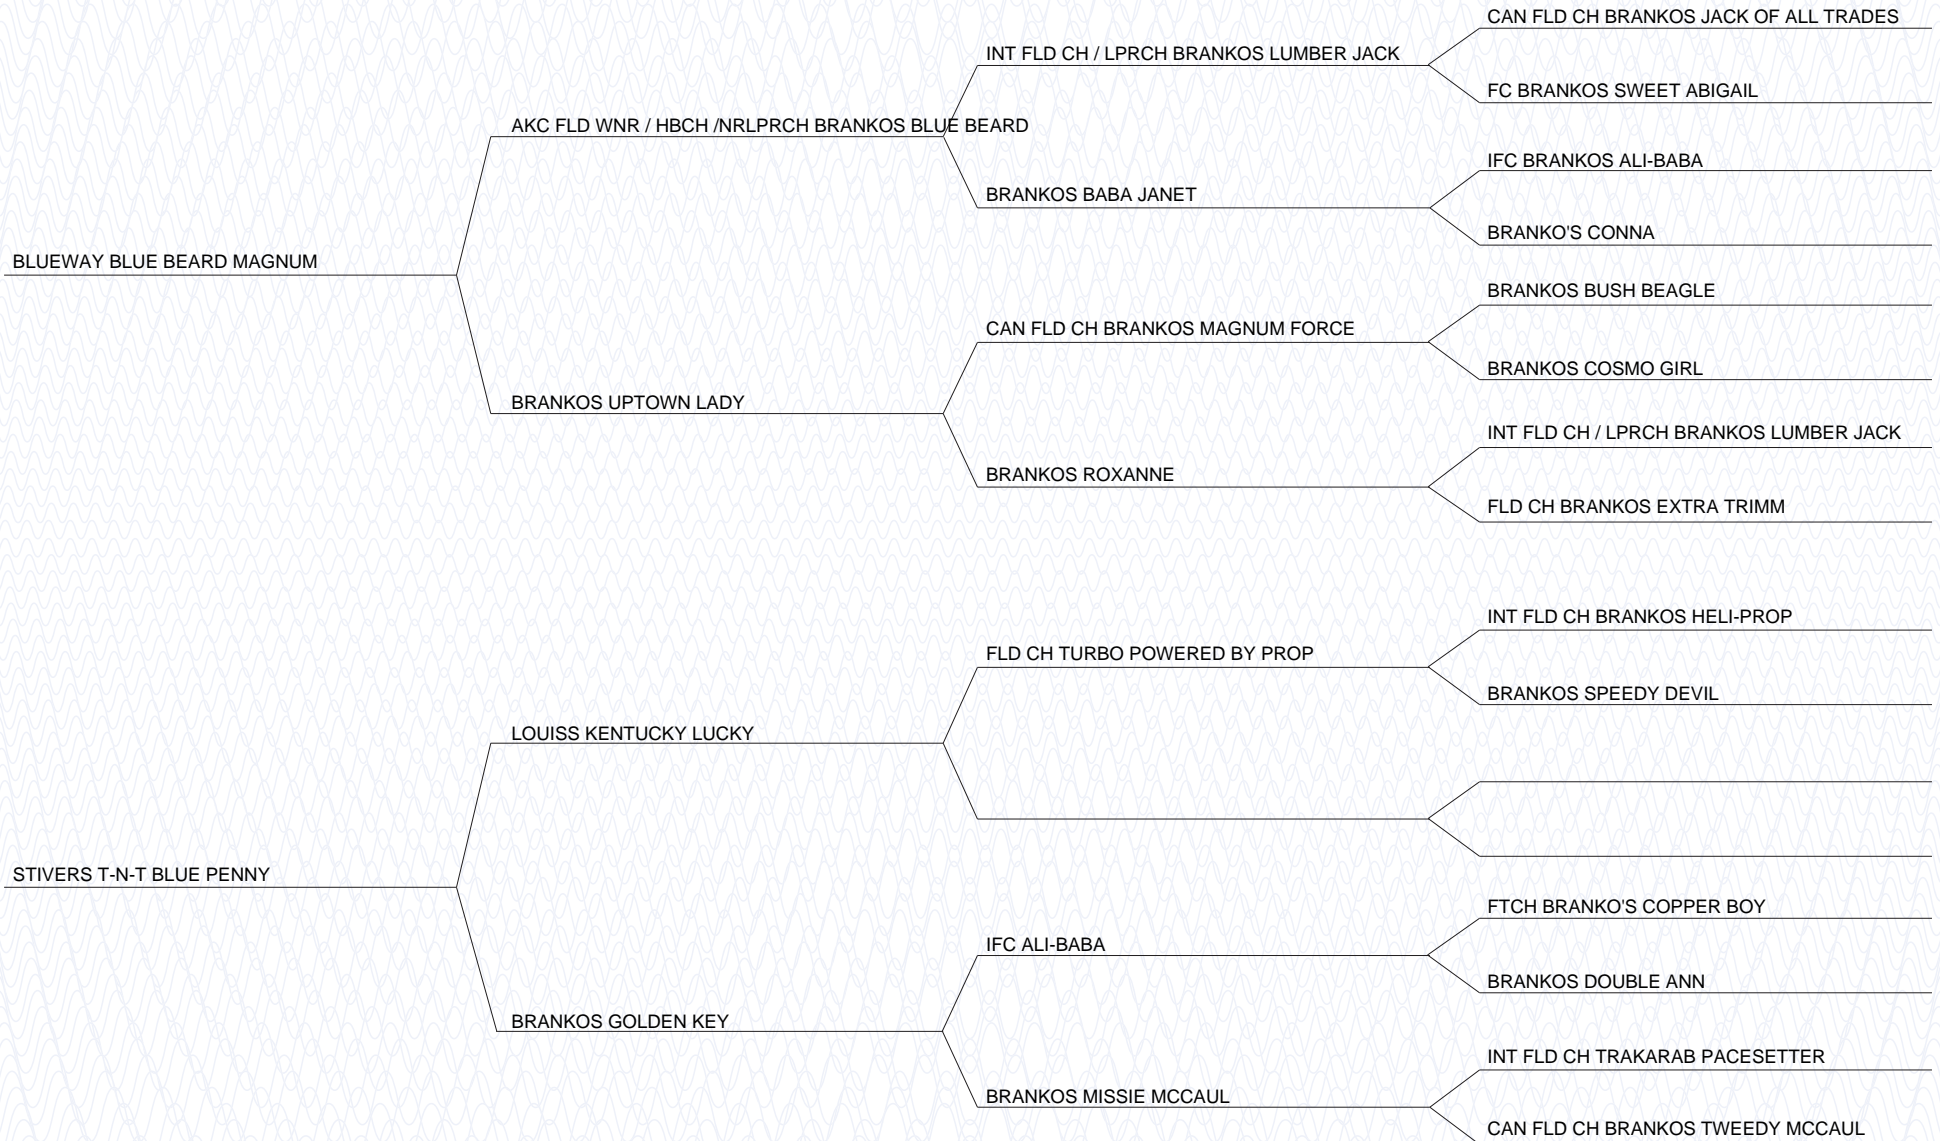 CAN FLD CH BRANKOS JACK OF ALL TRADES
INT FLD CH / LPRCH BRANKOS LUMBER JACK
FC BRANKOS SWEET ABIGAIL
AKC FLD WNR / HBCH /NRLPRCH BRANKOS BLUE BEARD
IFC BRANKOS ALI-BABA
BRANKOS BABA JANET
BRANKO'S CONNA
BLUEWAY BLUE BEARD MAGNUM
BRANKOS BUSH BEAGLE
CAN FLD CH BRANKOS MAGNUM FORCE
BRANKOS COSMO GIRL
BRANKOS UPTOWN LADY
INT FLD CH / LPRCH BRANKOS LUMBER JACK
BRANKOS ROXANNE
FLD CH BRANKOS EXTRA TRIMM
INT FLD CH BRANKOS HELI-PROP
FLD CH TURBO POWERED BY PROP
BRANKOS SPEEDY DEVIL
LOUISS KENTUCKY LUCKY
STIVERS T-N-T BLUE PENNY
FTCH BRANKO'S COPPER BOY
IFC ALI-BABA
BRANKOS DOUBLE ANN
BRANKOS GOLDEN KEY
INT FLD CH TRAKARAB PACESETTER
BRANKOS MISSIE MCCAUL
CAN FLD CH BRANKOS TWEEDY MCCAUL